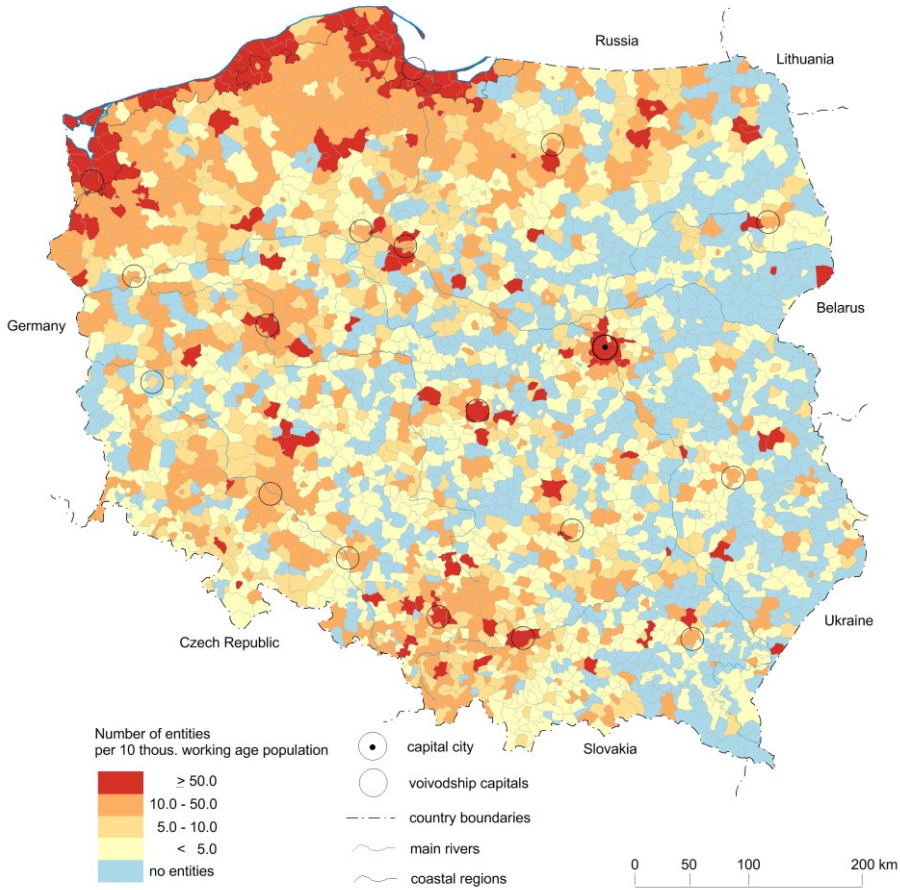 Russia
Lithuania
Belarus
Germany
Ukraine
Czech Republic
Slovakia
Number of entities
per 10 thous. working age population
≥ 50.0
10.0 - 50.0
5.0 - 10.0
< 5.0
no entities
capital city
voivodship capitals
country boundaries
main rivers
coastal regions
0 50 100 200 km